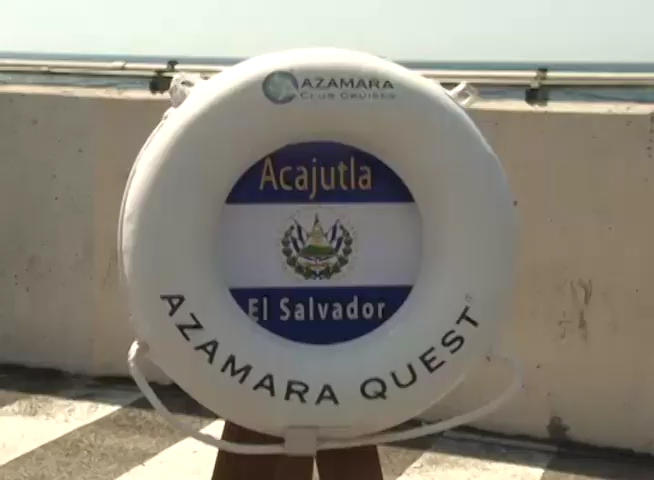 AZAMARA
CLUB CRUISES
Acajutla
El Salvador
AZAMARA QUEST